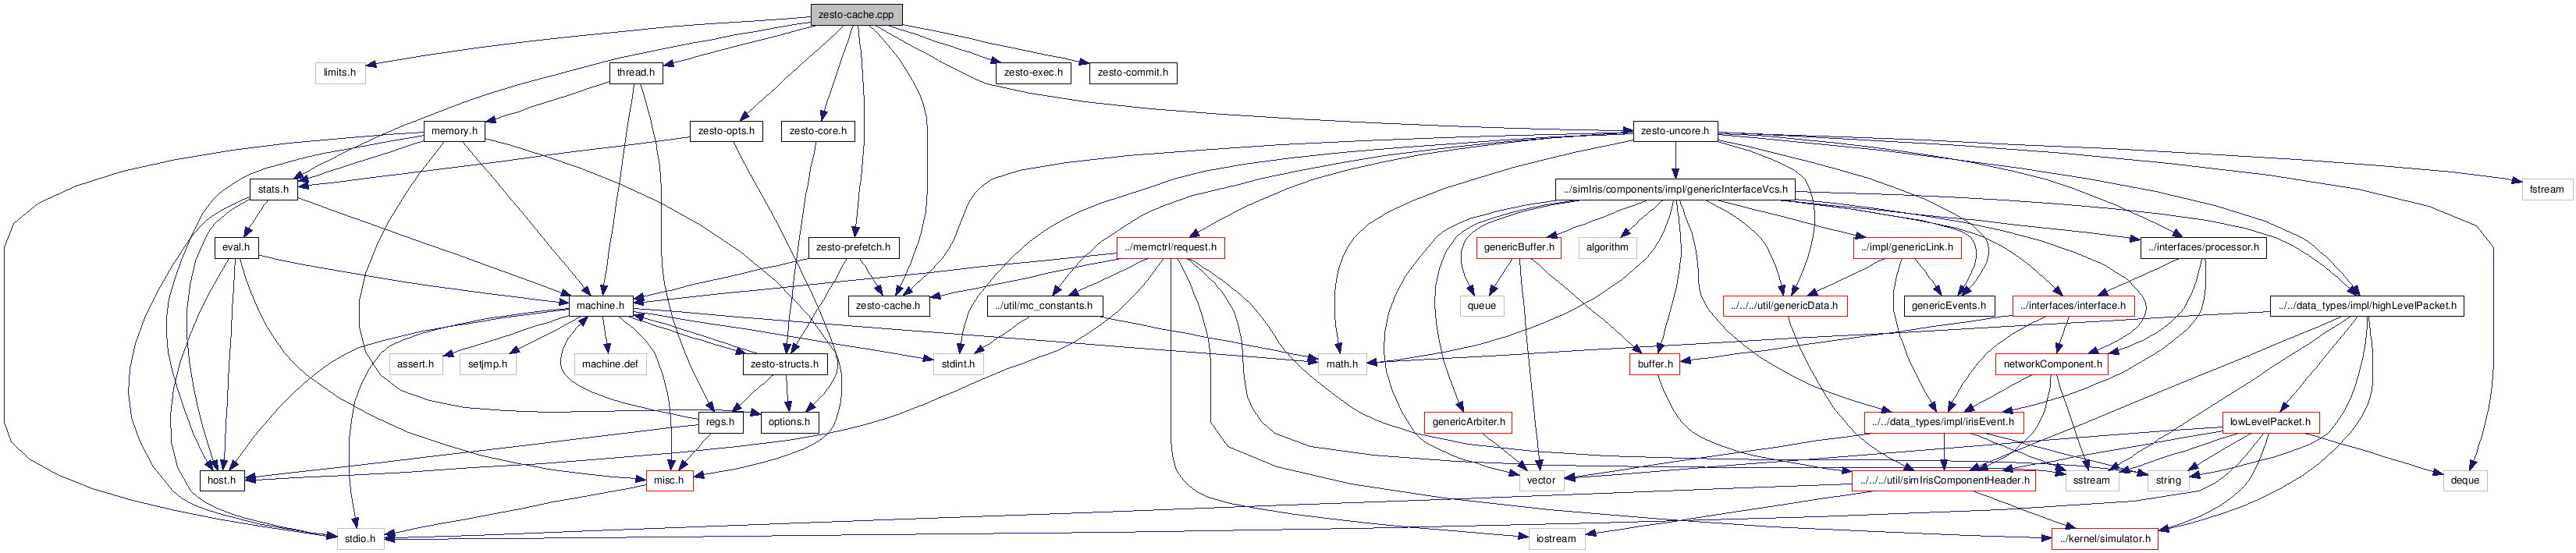 zesto-cache.cpp
limits.h
thread.h
zesto-exec.h
zesto-commit.h
memory.h
zesto-opts.h
zesto-core.h
zesto-uncore.h
stats.h
../simIris/components/impl/genericInterfaceVcs.h
fstream
eval.h
zesto-prefetch.h
../memctrl/request.h
genericBuffer.h
algorithm
../impl/genericLink.h
../interfaces/processor.h
machine.h
zesto-cache.h
../util/mc_constants.h
queue
../../../util/genericData.h
genericEvents.h
../interfaces/interface.h
../../data_types/impl/highLevelPacket.h
assert.h
setjmp.h
machine.def
zesto-structs.h
stdint.h
math.h
buffer.h
networkComponent.h
regs.h
options.h
genericArbiter.h
../../data_types/impl/irisEvent.h
lowLevelPacket.h
host.h
misc.h
vector
../../../util/simIrisComponentHeader.h
sstream
string
deque
stdio.h
iostream
../kernel/simulator.h